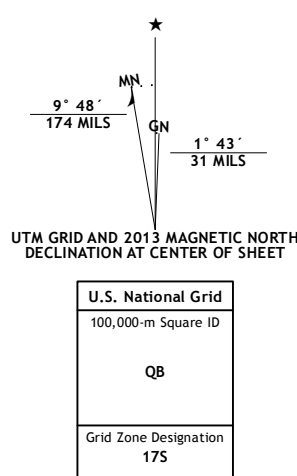 MN
9° 48´
174 MILS
GN
1° 43´
31 MILS
UTM GRID AND 2013 MAGNETIC NORTH
DECLINATION AT CENTER OF SHEET
U.S. National Grid
100,000-m Square ID
QB
Grid Zone Designation
17S